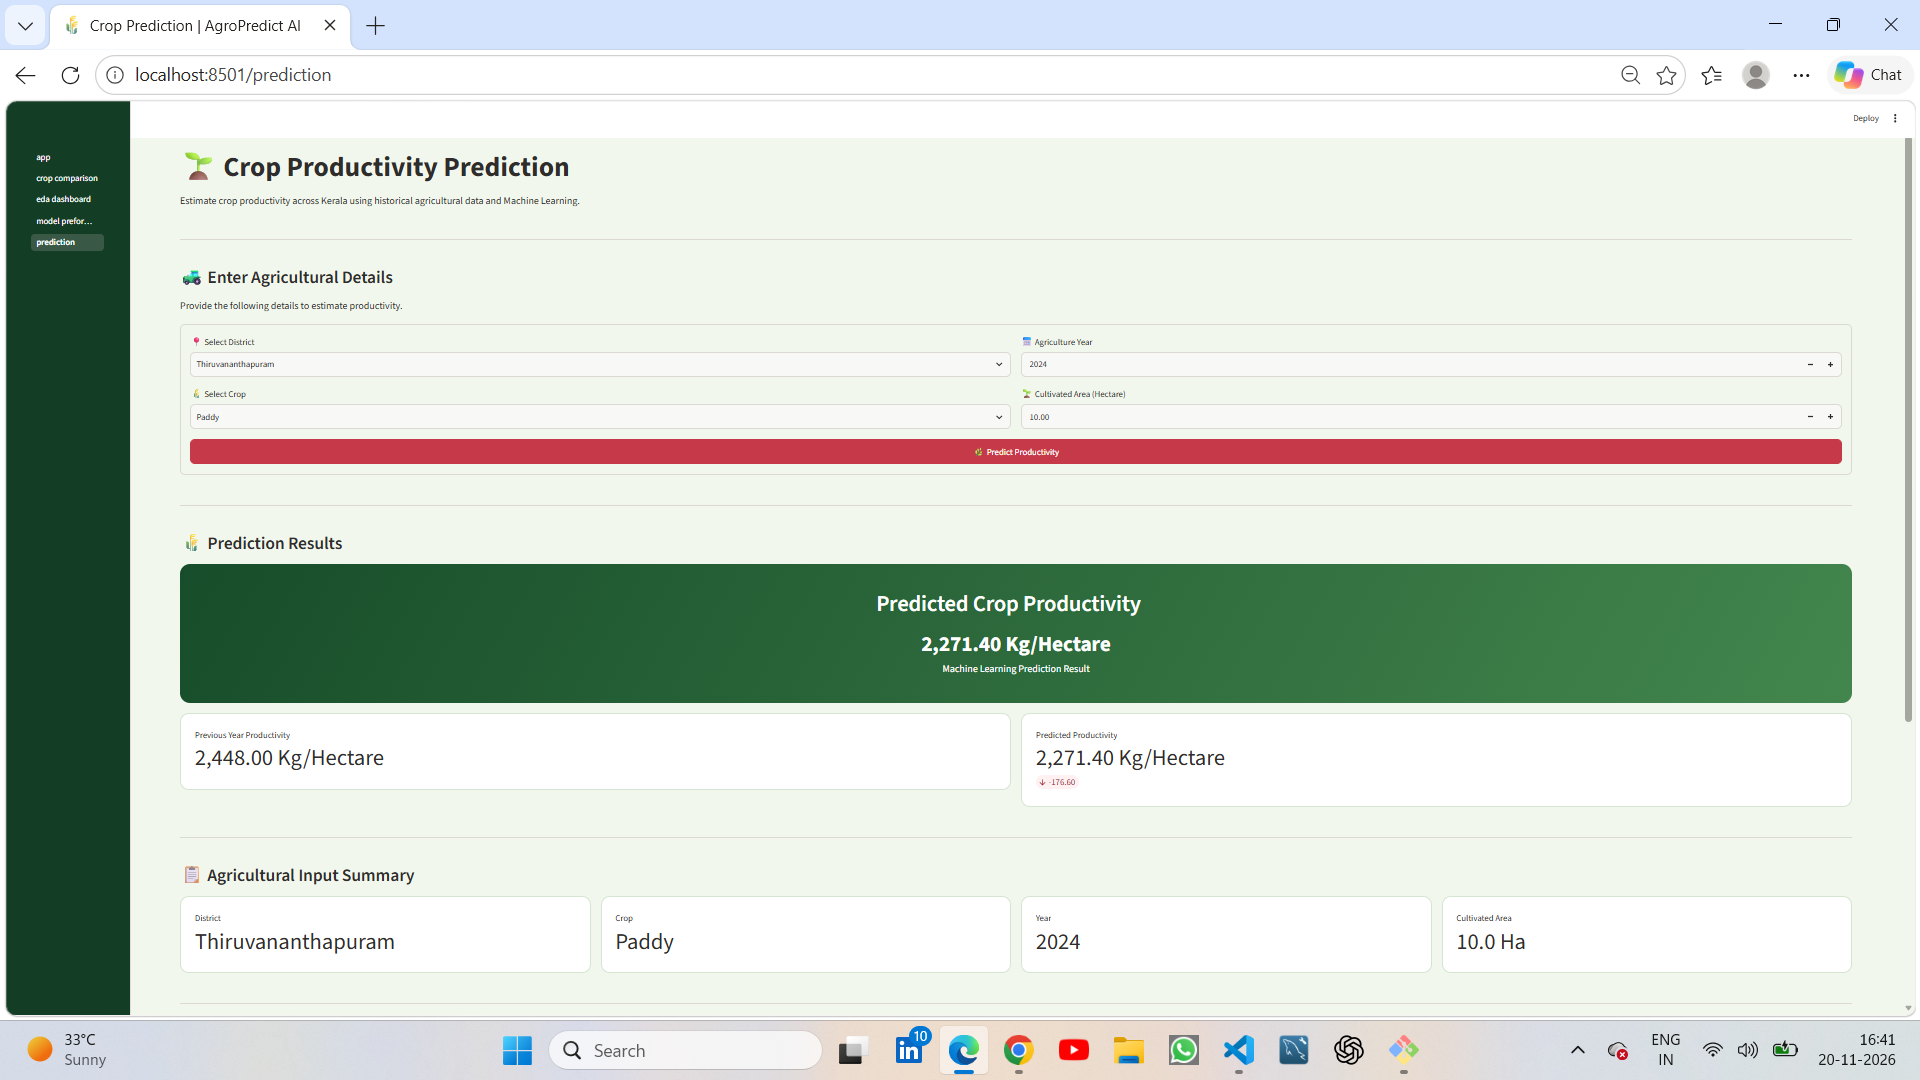 Crop Prediction | AgroPredict AI
localhost:8501/prediction
Chat
Deploy
app
crop comparison
eda dashboard
model prefor...
prediction
Crop Productivity Prediction
Estimate crop productivity across Kerala using historical agricultural data and Machine Learning.
Enter Agricultural Details
Provide the following details to estimate productivity.
Select District
Agriculture Year
Thiruvananthapuram
2024
Select Crop
Cultivated Area (Hectare)
Paddy
10.00
Predict Productivity
Prediction Results
Predicted Crop Productivity
2,271.40 Kg/Hectare
Machine Learning Prediction Result
Previous Year Productivity
2,448.00 Kg/Hectare
Predicted Productivity
2,271.40 Kg/Hectare
-176.60
Agricultural Input Summary
District
Thiruvananthapuram
Crop
Paddy
Year
2024
Cultivated Area
10.0 Ha
33°C
Sunny
Search
10
ENG
IN
16:41
20-11-2026